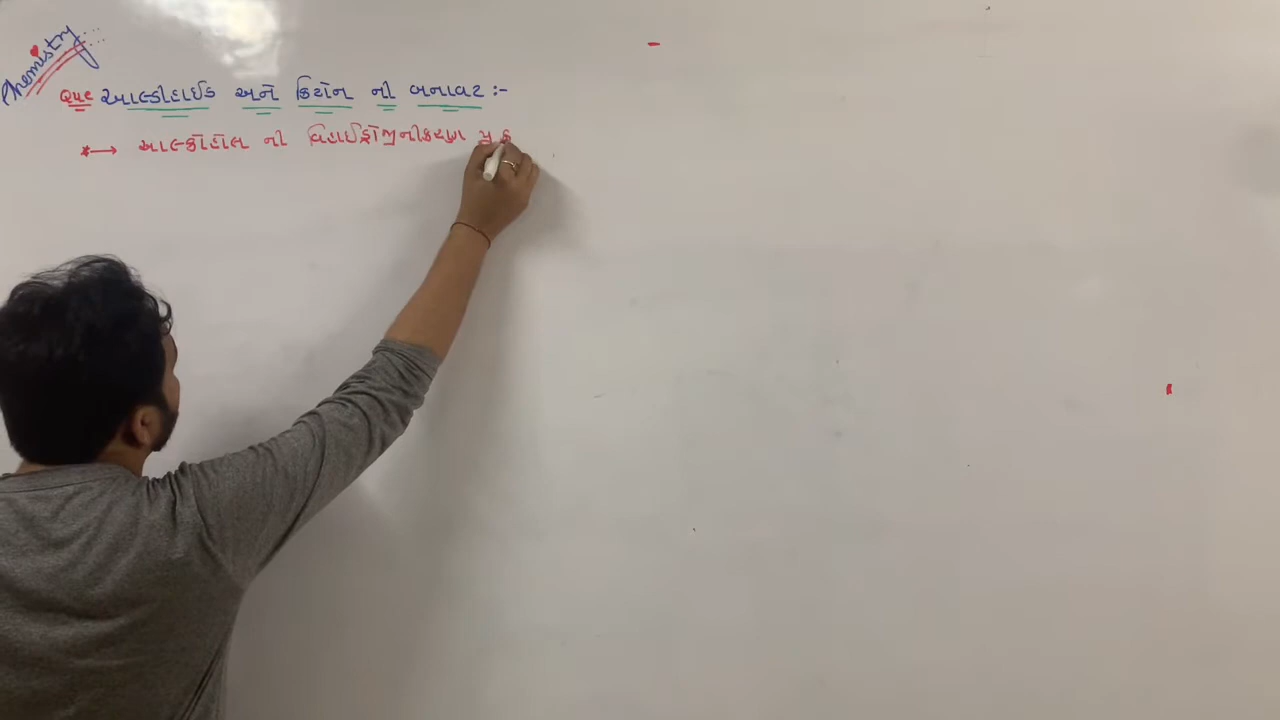 Chemistry
Que આલ્ડીહાઈડ અને કિટોન ની બનાવટ :-
*→ આલ્કોહોલ ની વિહાઈડ્રોજનીકરણ